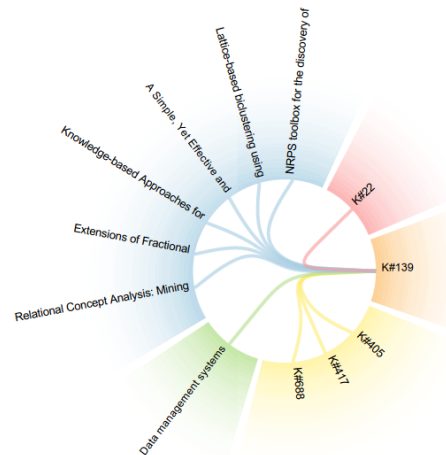 NRPS toolbox for the discovery of
Lattice-based biclustering using
A Simple, Yet Effective and
Knowledge-based Approaches for
Extensions of Fractional
Relational Concept Analysis: Mining
Data management systems
K#688
K#417
K#405
K#139
K#22